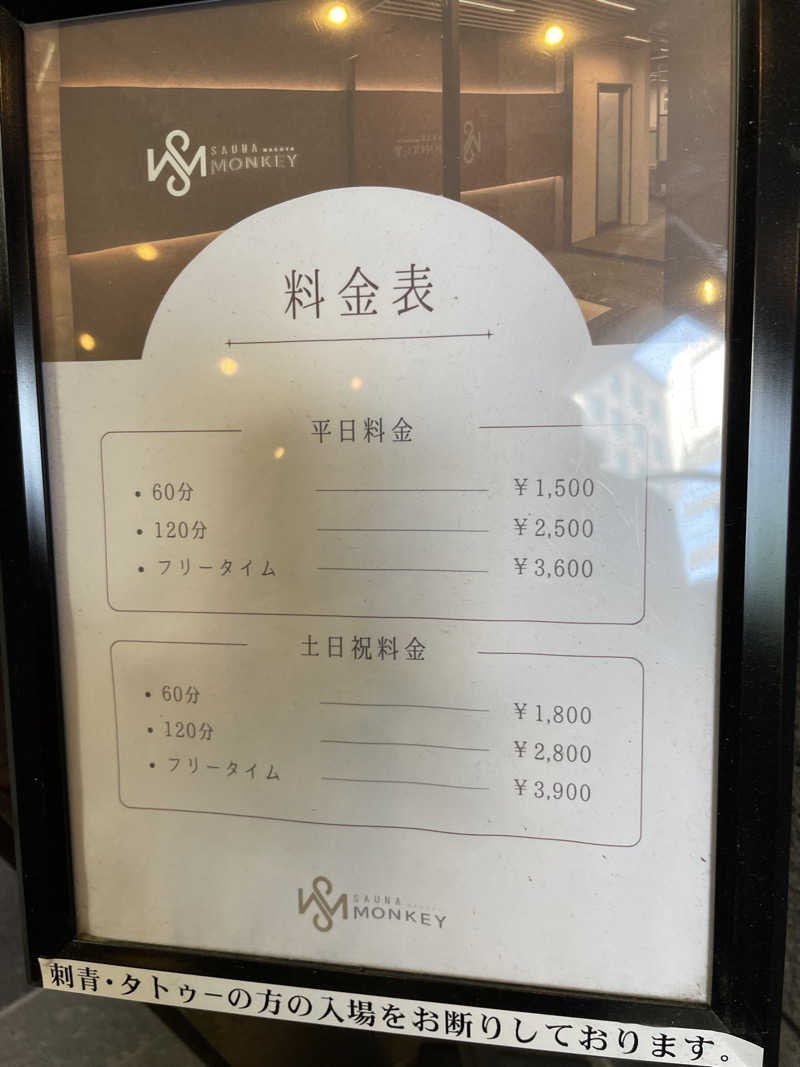 SAUNA NAGOYA
MONKEY
料金表
平日料金
• 60分 ¥1,500
• 120分 ¥2,500
• フリータイム ¥3,600
土日祝料金
• 60分 ¥1,800
• 120分 ¥2,800
• フリータイム ¥3,900
SAUNA NAGOYA
MONKEY
刺青・タトゥーの方の入場をお断りしております。